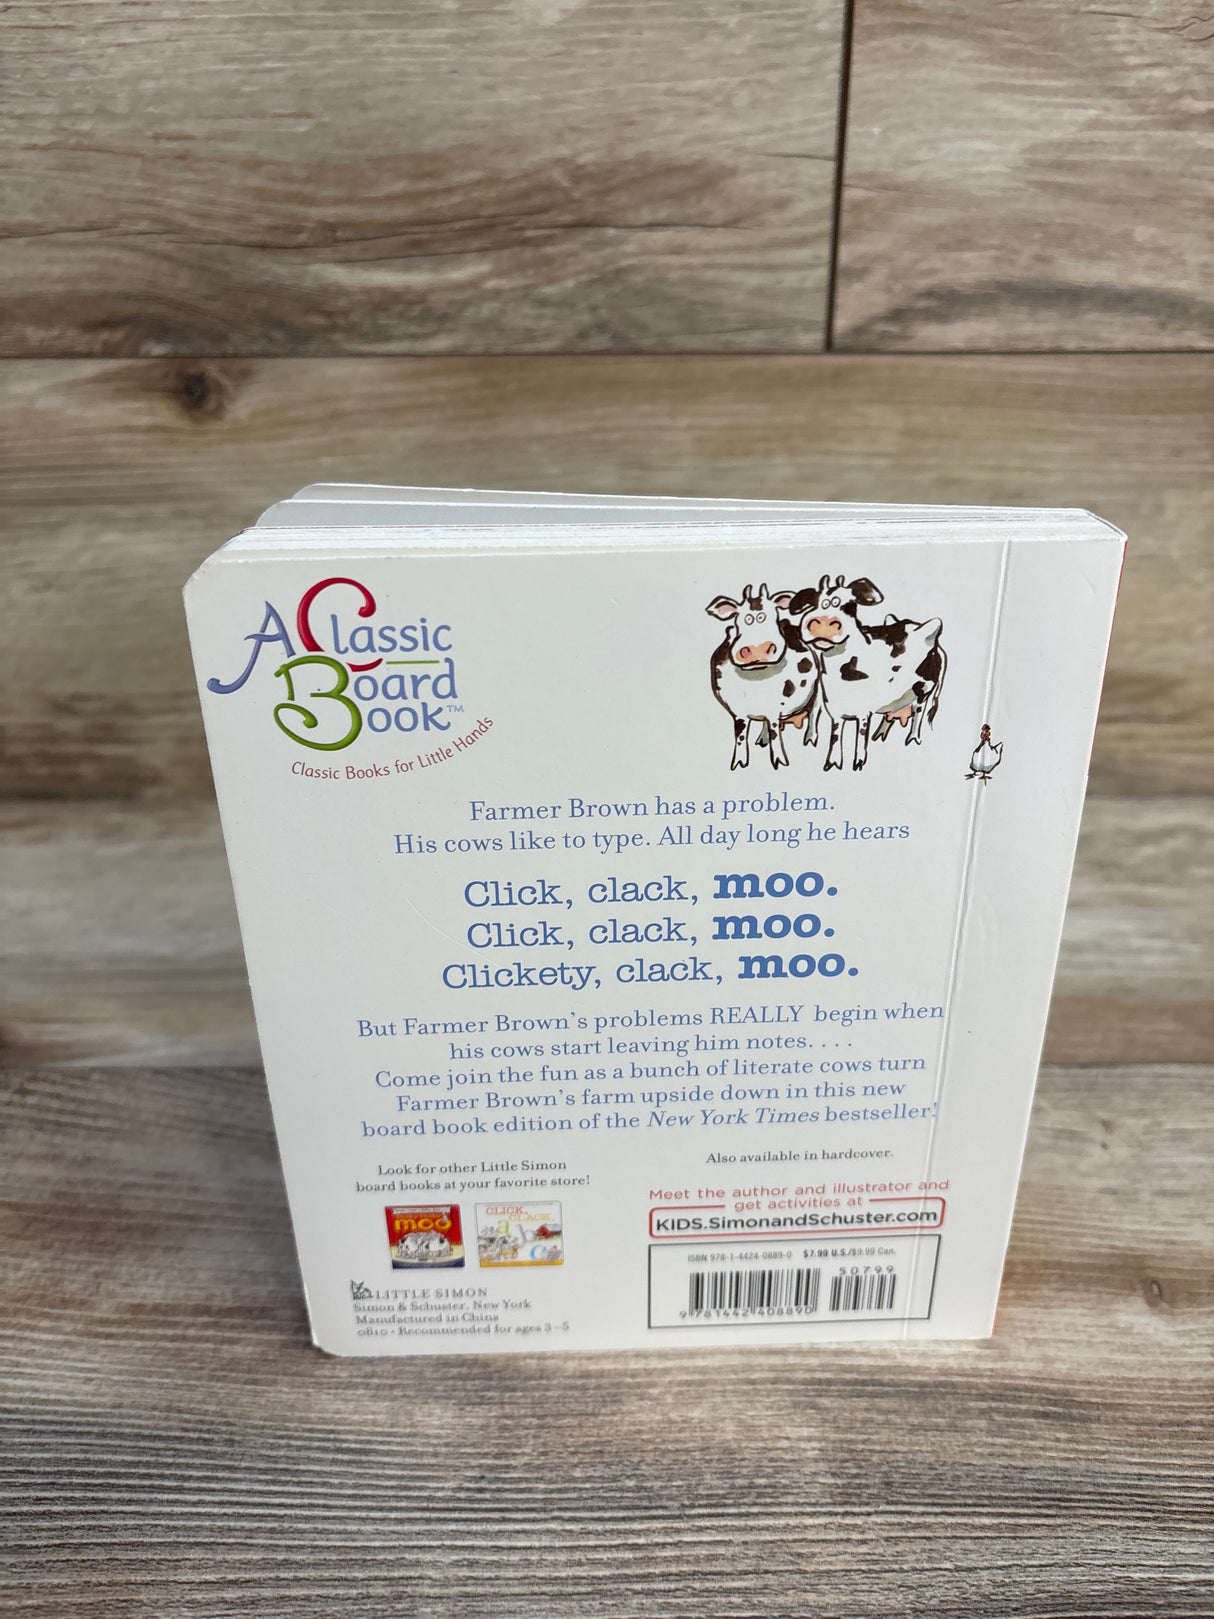 A Classic
Board
Book™
Classic Books for Little Hands
Farmer Brown has a problem.
His cows like to type. All day long he hears
Click, clack, moo.
Click, clack, moo.
Clickety, clack, moo.
But Farmer Brown's problems REALLY begin when
his cows start leaving him notes. . . .
Come join the fun as a bunch of literate cows turn
Farmer Brown's farm upside down in this new
board book edition of the New York Times bestseller!
Look for other Little Simon
board books at your favorite store!
moo
CLICK,
CLACK,
a
b
c
LITTLE SIMON
Simon & Schuster, New York
Manufactured in China
0810 • Recommended for ages 3–5
Also available in hardcover.
Meet the author and illustrator and
get activities at
KIDS.SimonandSchuster.com
ISBN 978-1-4424-0889-0 $7.99 U.S./$9.99 Can.
50799
9 781442 408890